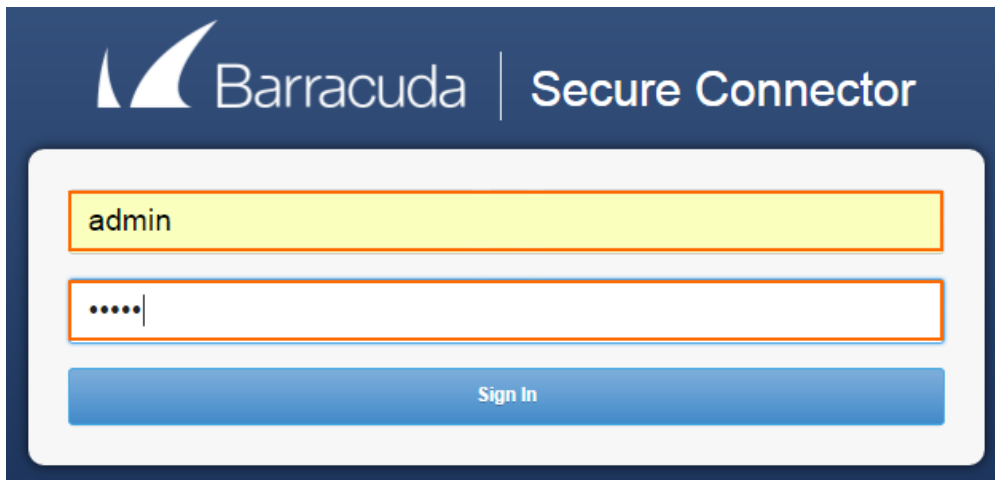 Barracuda Secure Connector
admin
•••••
Sign In